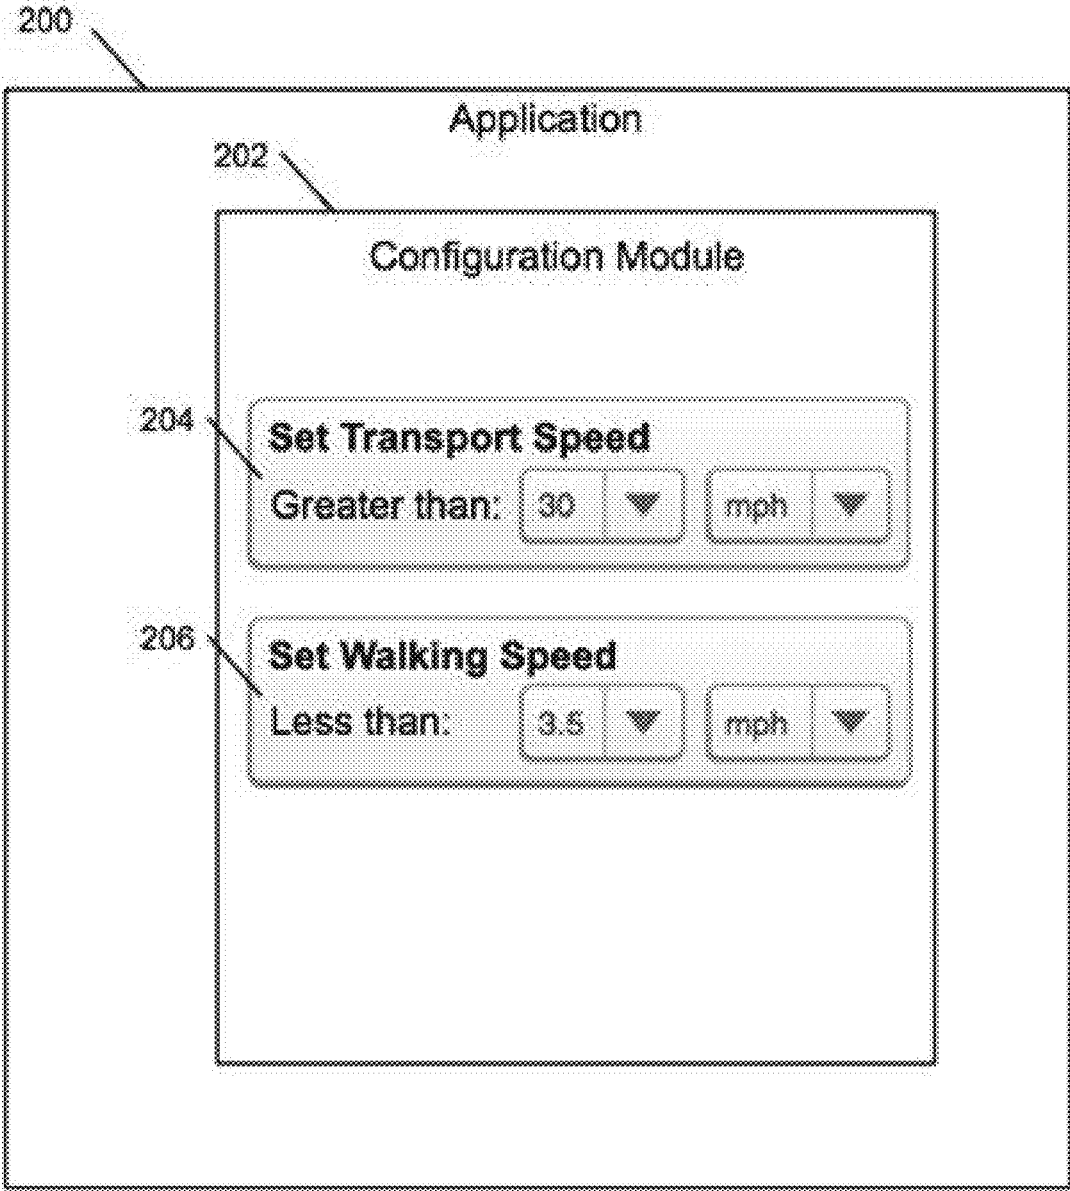 200
Application
202
Configuration Module
204
Set Transport Speed
Greater than: 30 mph
206
Set Walking Speed
Less than: 3.5 mph